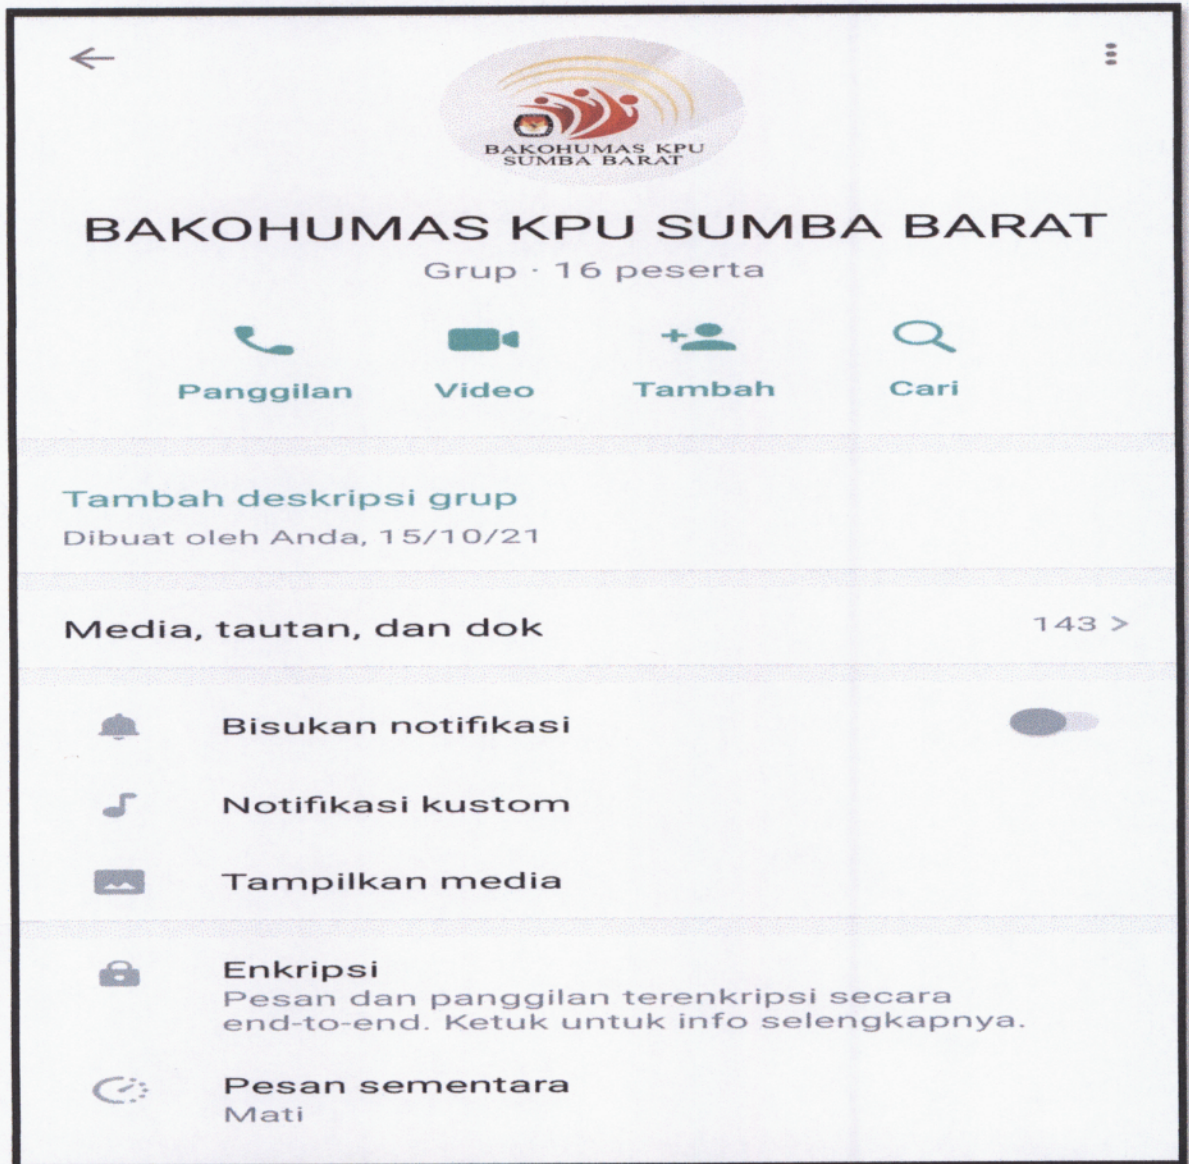 BAKOHUMAS KPU
SUMBA BARAT
BAKOHUMAS KPU SUMBA BARAT
Grup · 16 peserta
Panggilan Video Tambah Cari
Tambah deskripsi grup
Dibuat oleh Anda, 15/10/21
Media, tautan, dan dok 143 >
Bisukan notifikasi
Notifikasi kustom
Tampilkan media
Enkripsi
Pesan dan panggilan terenkripsi secara
end-to-end. Ketuk untuk info selengkapnya.
Pesan sementara
Mati